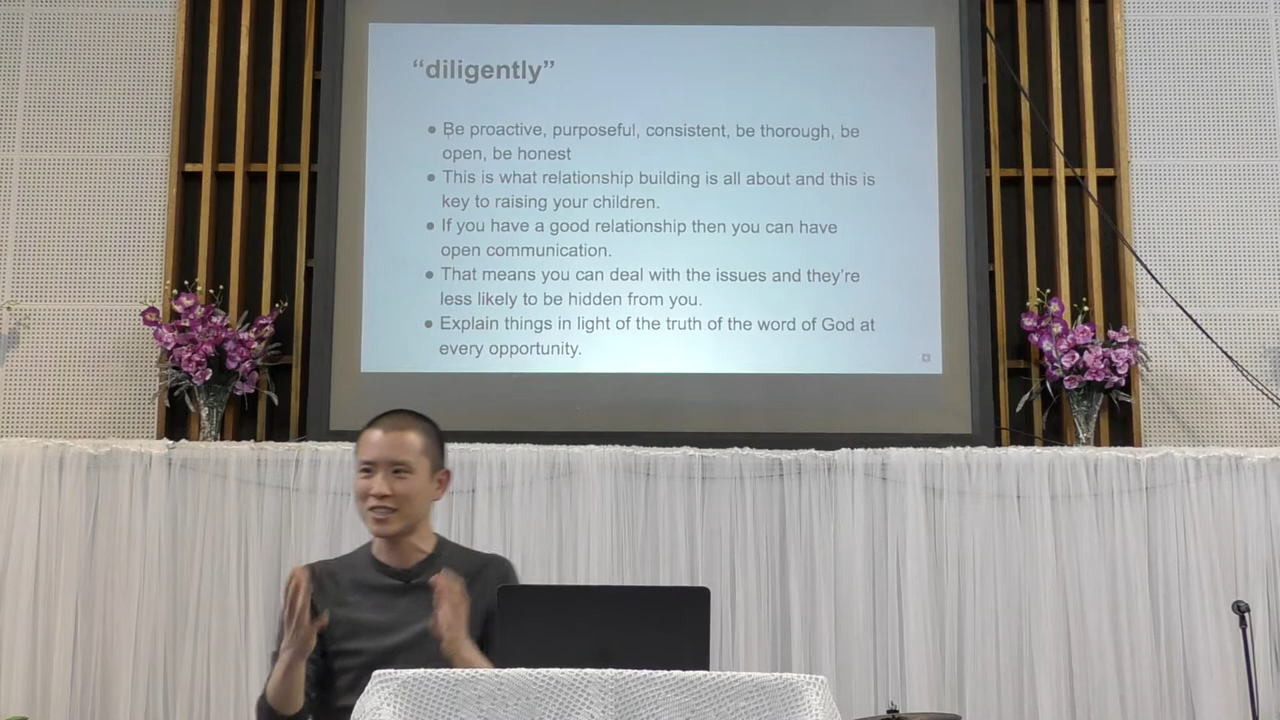 “diligently”
● Be proactive, purposeful, consistent, be thorough, be
open, be honest
● This is what relationship building is all about and this is
key to raising your children.
● If you have a good relationship then you can have
open communication.
● That means you can deal with the issues and they’re
less likely to be hidden from you.
● Explain things in light of the truth of the word of God at
every opportunity.